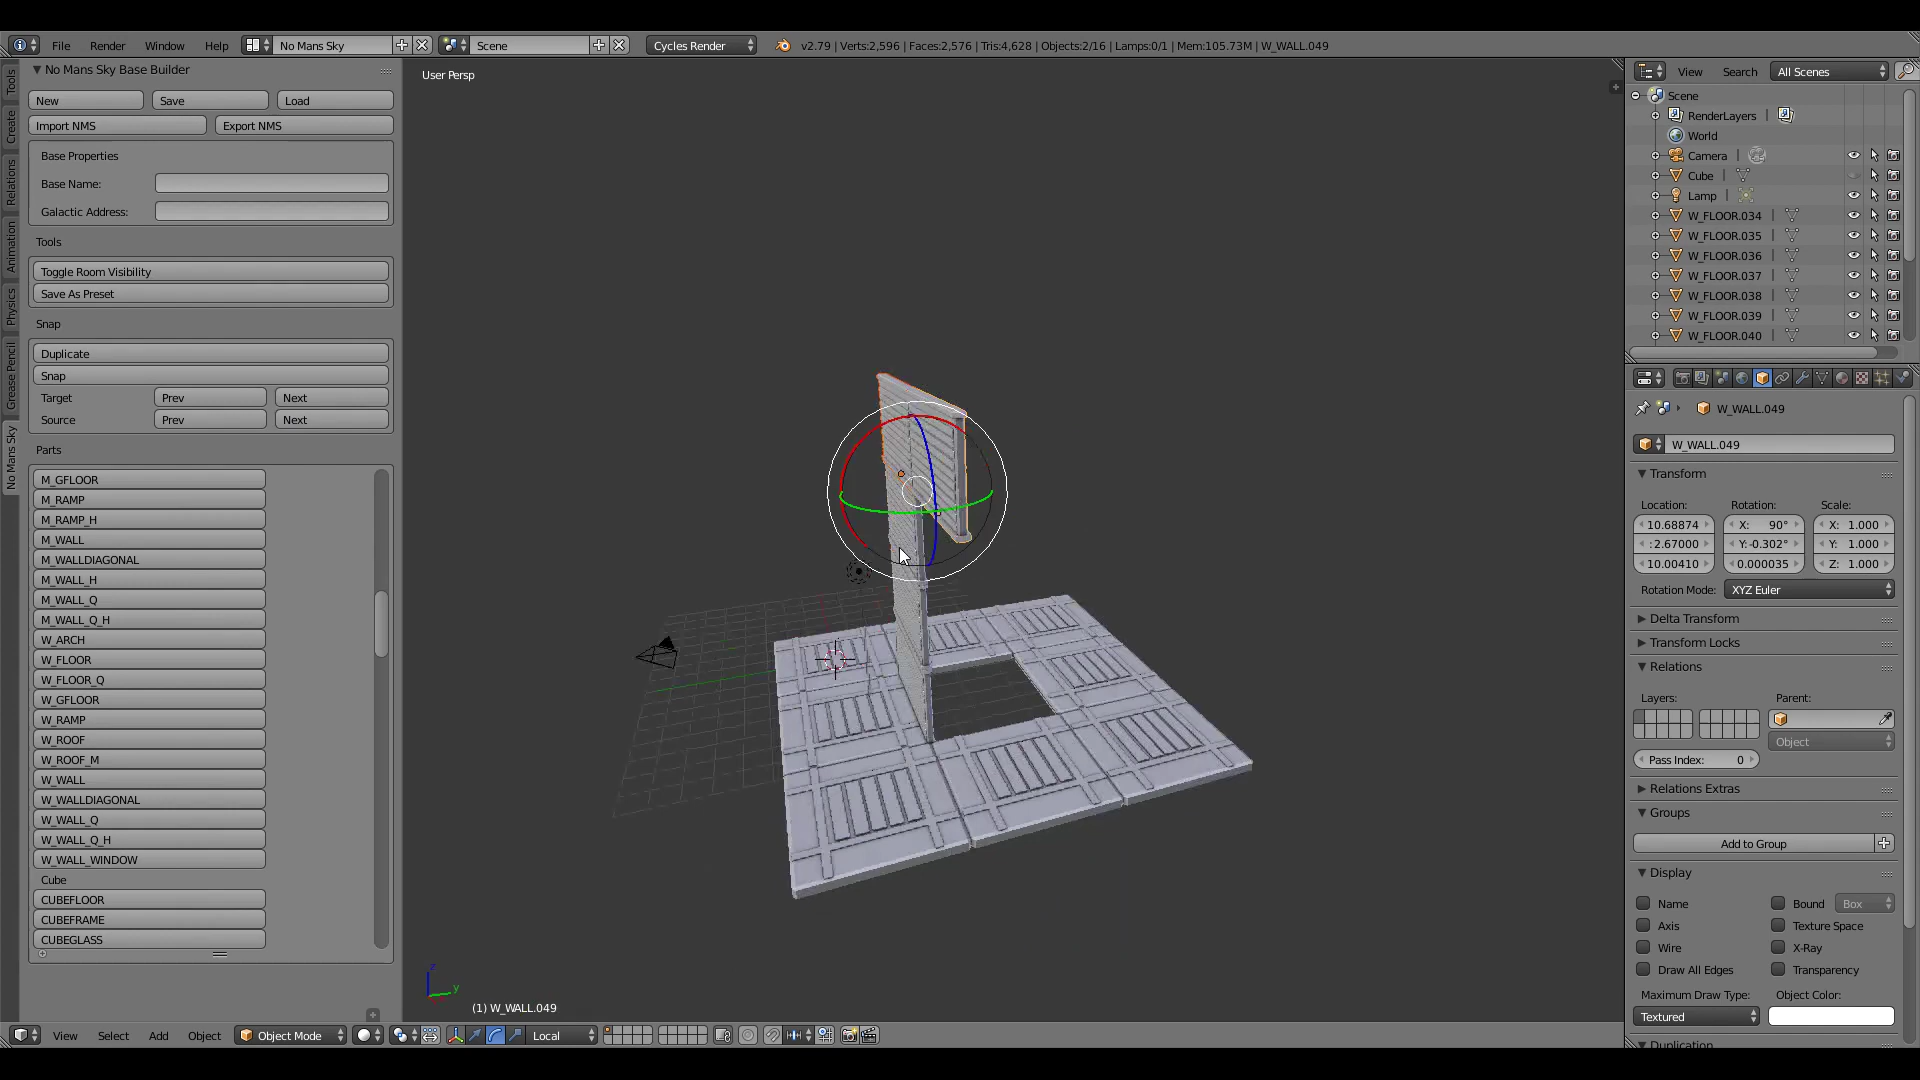 File Render Window Help No Mans Sky Scene Cycles Render v2.79 | Verts:2,596 | Faces:2,576 | Tris:4,628 | Objects:2/16 | Lamps:0/1 | Mem:105.73M | W_WALL.049
Tools
Create
Relations
Animation
Physics
Grease Pencil
No Mans Sky
No Mans Sky Base Builder
New Save Load
Import NMS Export NMS
Base Properties
Base Name:
Galactic Address:
Tools
Toggle Room Visibility
Save As Preset
Snap
Duplicate
Snap
Target Prev Next
Source Prev Next
Parts
M_GFLOOR
M_RAMP
M_RAMP_H
M_WALL
M_WALLDIAGONAL
M_WALL_H
M_WALL_Q
M_WALL_Q_H
W_ARCH
W_FLOOR
W_FLOOR_Q
W_GFLOOR
W_RAMP
W_ROOF
W_ROOF_M
W_WALL
W_WALLDIAGONAL
W_WALL_Q
W_WALL_Q_H
W_WALL_WINDOW
Cube
CUBEFLOOR
CUBEFRAME
CUBEGLASS
User Persp
z
y
(1) W_WALL.049
View Select Add Object Object Mode Local
View Search All Scenes
Scene
RenderLayers |
World
Camera |
Cube |
Lamp |
W_FLOOR.034 |
W_FLOOR.035 |
W_FLOOR.036 |
W_FLOOR.037 |
W_FLOOR.038 |
W_FLOOR.039 |
W_FLOOR.040 |
W_WALL.049
W_WALL.049
Transform
Location: Rotation: Scale:
10.68874 X: 90° X: 1.000
:2.67000 Y:-0.302° Y: 1.000
10.00410 0.000035 Z: 1.000
Rotation Mode: XYZ Euler
Delta Transform
Transform Locks
Relations
Layers: Parent:
Object
Pass Index: 0
Relations Extras
Groups
Add to Group
Display
Name Bound Box
Axis Texture Space
Wire X-Ray
Draw All Edges Transparency
Maximum Draw Type: Object Color:
Textured
Duplication